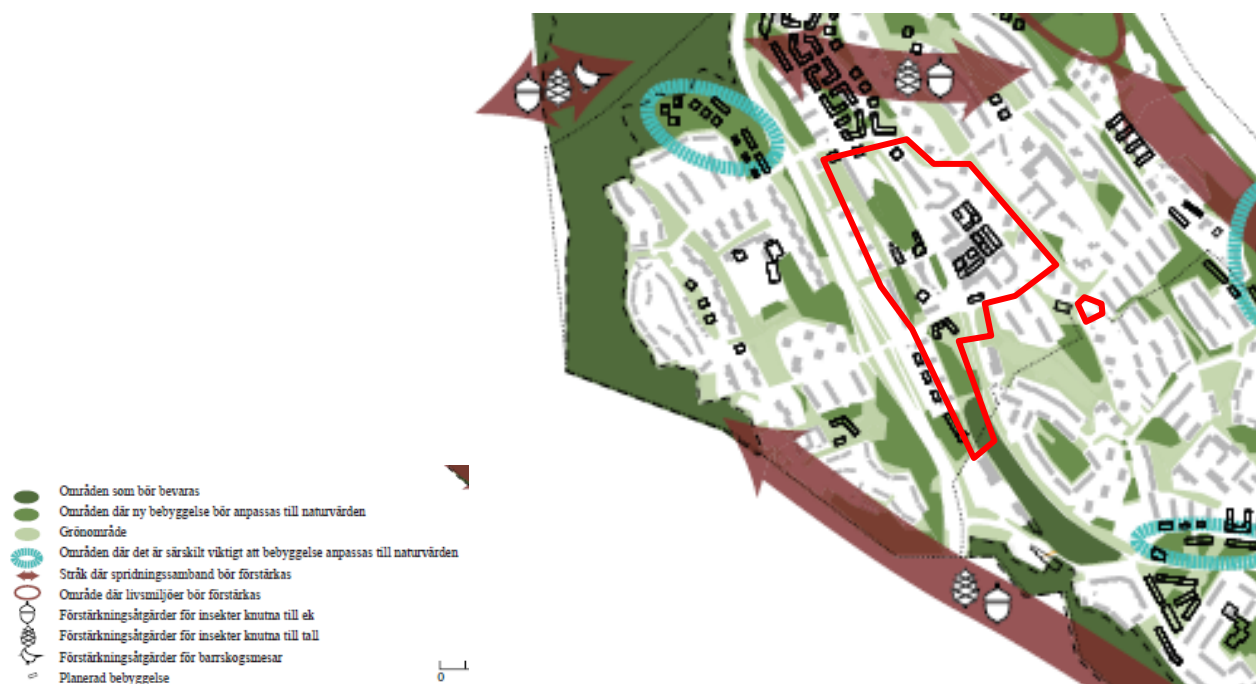 Områden som bör bevaras
Områden där ny bebyggelse bör anpassas till naturvärden
Grönområde
Områden där det är särskilt viktigt att bebyggelse anpassas till naturvärden
Stråk där spridningssamband bör förstärkas
Område där livsmiljöer bör förstärkas
Förstärkningsåtgärder för insekter knutna till ek
Förstärkningsåtgärder för insekter knutna till tall
Förstärkningsåtgärder för barrskogsmesar
Planerad bebyggelse
0